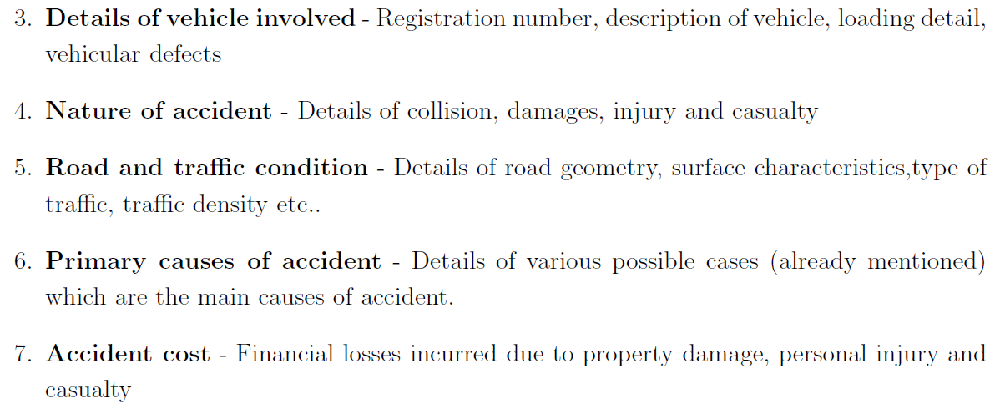 3. Details of vehicle involved - Registration number, description of vehicle, loading detail,
vehicular defects
4. Nature of accident - Details of collision, damages, injury and casualty
5. Road and traffic condition - Details of road geometry, surface characteristics,type of
traffic, traffic density etc..
6. Primary causes of accident - Details of various possible cases (already mentioned)
which are the main causes of accident.
7. Accident cost - Financial losses incurred due to property damage, personal injury and
casualty